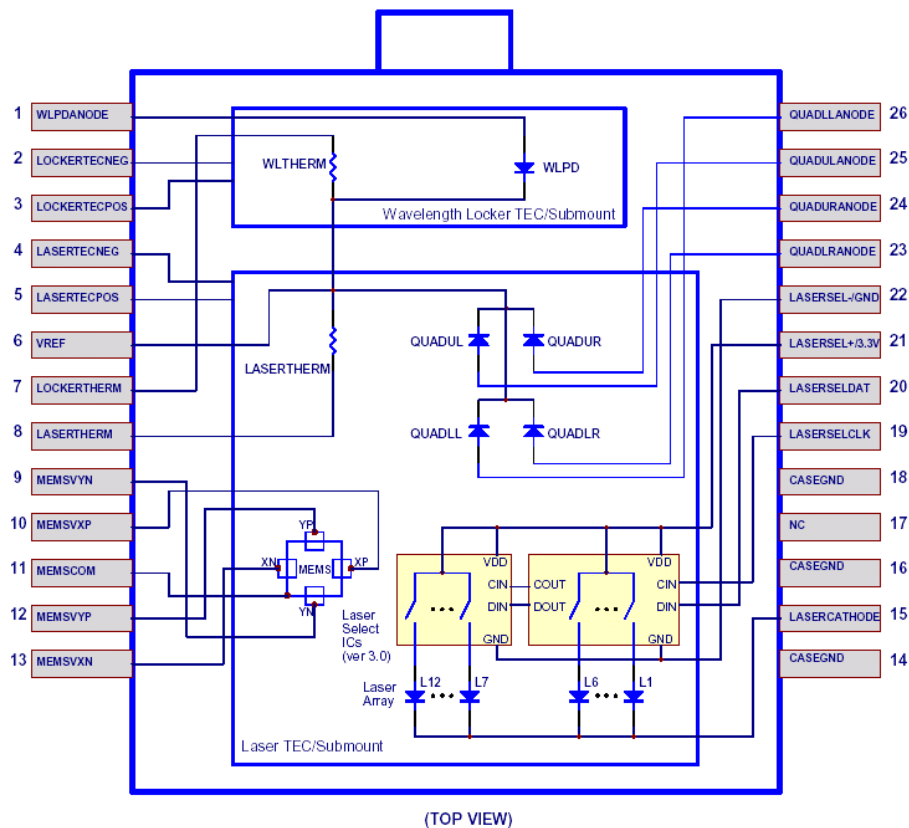 1 WLPDANODE
2 LOCKERTECNEG
3 LOCKERTECPOS
4 LASERTECNEG
5 LASERTECPOS
6 VREF
7 LOCKERTHERM
8 LASERTHERM
9 MEMSVYN
10 MEMSVXP
11 MEMSCOM
12 MEMSVYP
13 MEMSVXN
WLTHERM
WLPD
Wavelength Locker TEC/Submount
LASERTHERM
QUADUL
QUADUR
QUADLL
QUADLR
YP
XN
MEMS
XP
YN
Laser
Select
ICs
(ver 3.0)
VDD
CIN
DIN
GND
COUT
DOUT
VDD
CIN
DIN
GND
Laser
Array
L12
L7
L6
L1
Laser TEC/Submount
QUADLLANODE 26
QUADULANODE 25
QUADURANODE 24
QUADLRANODE 23
LASERSEL-/GND 22
LASERSEL+/3.3V 21
LASERSELDAT 20
LASERSELCLK 19
CASEGND 18
NC 17
CASEGND 16
LASERCATHODE 15
CASEGND 14
(TOP VIEW)